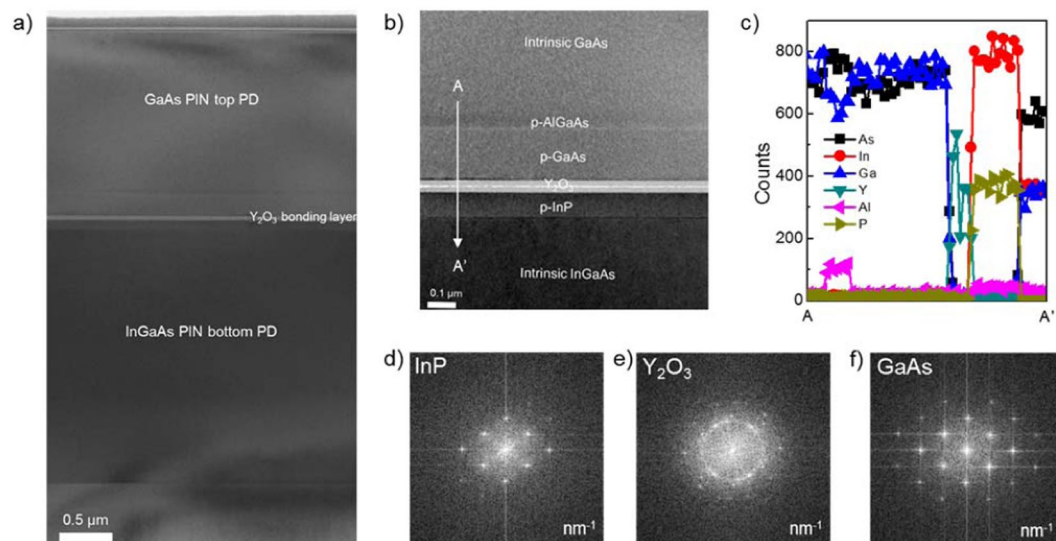 a)
GaAs PIN top PD
Y₂O₃ bonding layer
InGaAs PIN bottom PD
0.5 μm
b)
Intrinsic GaAs
A
p-AlGaAs
p-GaAs
Y₂O₃
p-InP
A'
Intrinsic InGaAs
0.1 μm
c)
800
600
400
200
0
Counts
As
In
Ga
Y
Al
P
A
A'
d)
InP
nm⁻¹
e)
Y₂O₃
nm⁻¹
f)
GaAs
nm⁻¹